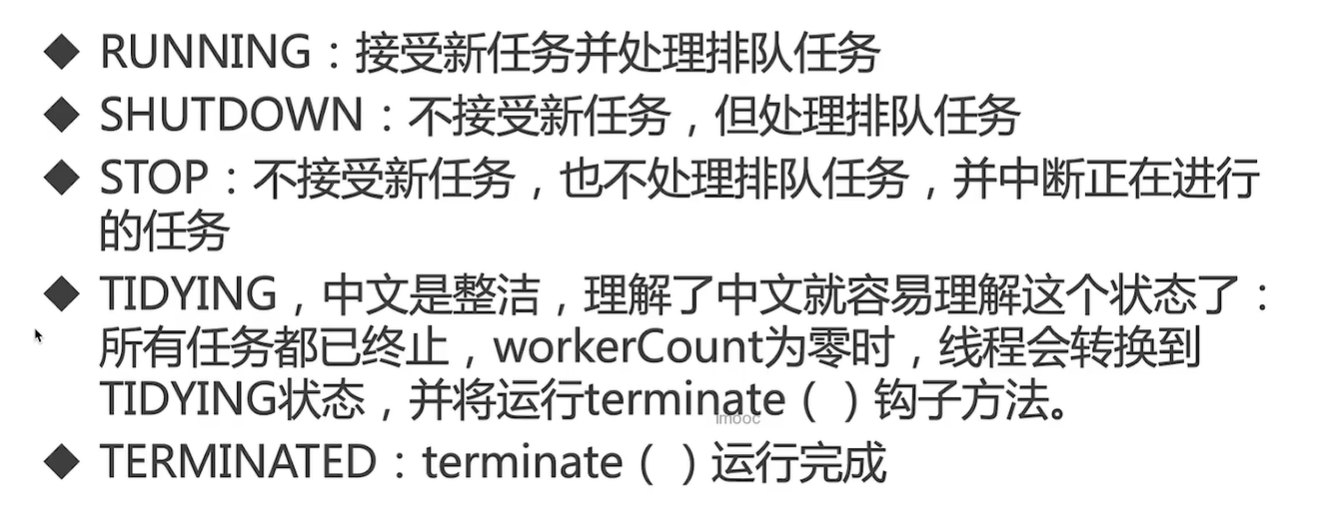 ◆ RUNNING：接受新任务并处理排队任务
◆ SHUTDOWN：不接受新任务，但处理排队任务
◆ STOP：不接受新任务，也不处理排队任务，并中断正在进行
的任务
◆ TIDYING，中文是整洁，理解了中文就容易理解这个状态了：
所有任务都已终止，workerCount为零时，线程会转换到
TIDYING状态，并将运行terminate（ ）钩子方法。
imooc
◆ TERMINATED：terminate（ ）运行完成